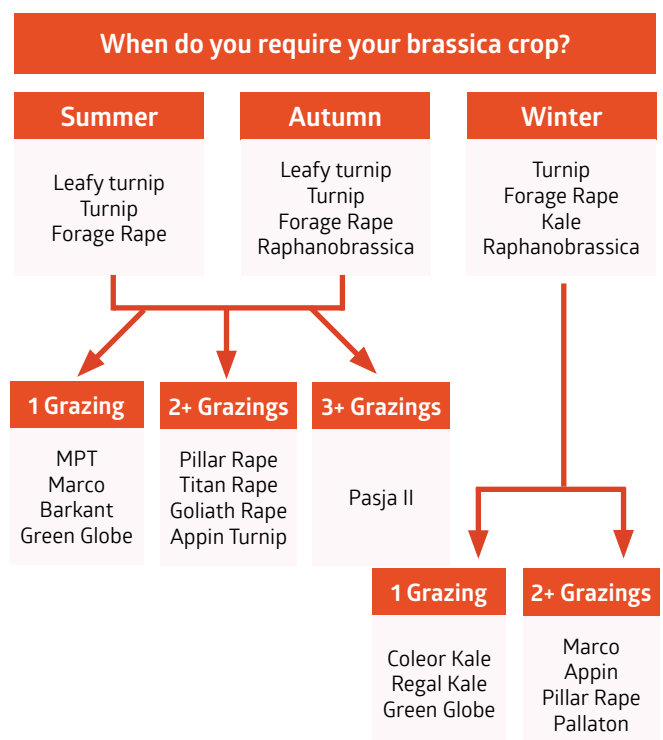 When do you require your brassica crop?
Summer
Leafy turnip
Turnip
Forage Rape
Autumn
Leafy turnip
Turnip
Forage Rape
Raphanobrassica
Winter
Turnip
Forage Rape
Kale
Raphanobrassica
1 Grazing
MPT
Marco
Barkant
Green Globe
2+ Grazings
Pillar Rape
Titan Rape
Goliath Rape
Appin Turnip
3+ Grazings
Pasja II
1 Grazing
Coleor Kale
Regal Kale
Green Globe
2+ Grazings
Marco
Appin
Pillar Rape
Pallaton